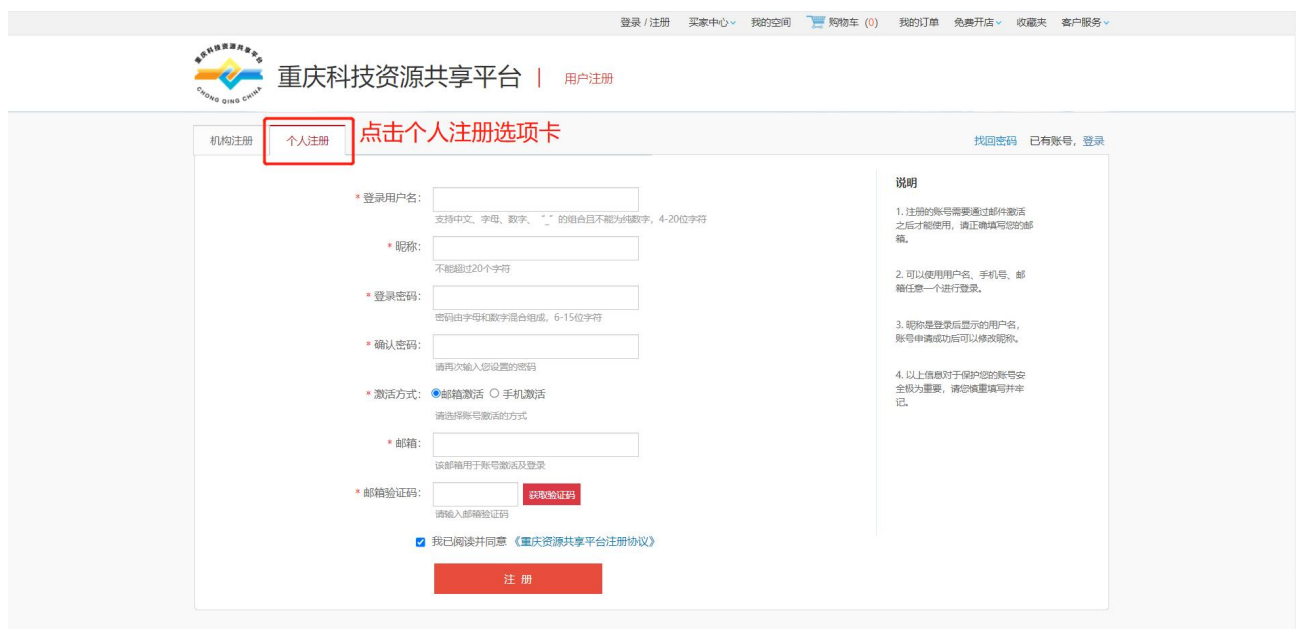 登录 / 注册 买家中心 我的空间 购物车 (0) 我的订单 免费开店 收藏夹 客户服务
重庆科技资源共享平台
CHONG QING CHINA
重庆科技资源共享平台 | 用户注册
机构注册 个人注册 点击个人注册选项卡 找回密码 已有账号，登录
* 登录用户名：
支持中文、字母、数字、 “_” 的组合且不能为纯数字，4-20位字符
* 昵称：
不能超过20个字符
* 登录密码：
密码由字母和数字混合组成，6-15位字符
* 确认密码：
请再次输入您设置的密码
* 激活方式： 邮箱激活 手机激活
请选择账号激活的方式
* 邮箱：
该邮箱用于账号激活及登录
* 邮箱验证码： 获取验证码
请输入邮箱验证码
我已阅读并同意 《重庆资源共享平台注册协议》
注 册
说明
1. 注册的账号需要通过邮件激活
之后才能使用，请正确填写您的邮
箱。
2. 可以使用用户名、手机号、邮
箱任意一个进行登录。
3. 昵称是登录后显示的用户名，
账号申请成功后可以修改昵称。
4. 以上信息对于保护您的账号安
全极为重要，请您慎重填写并牢
记。